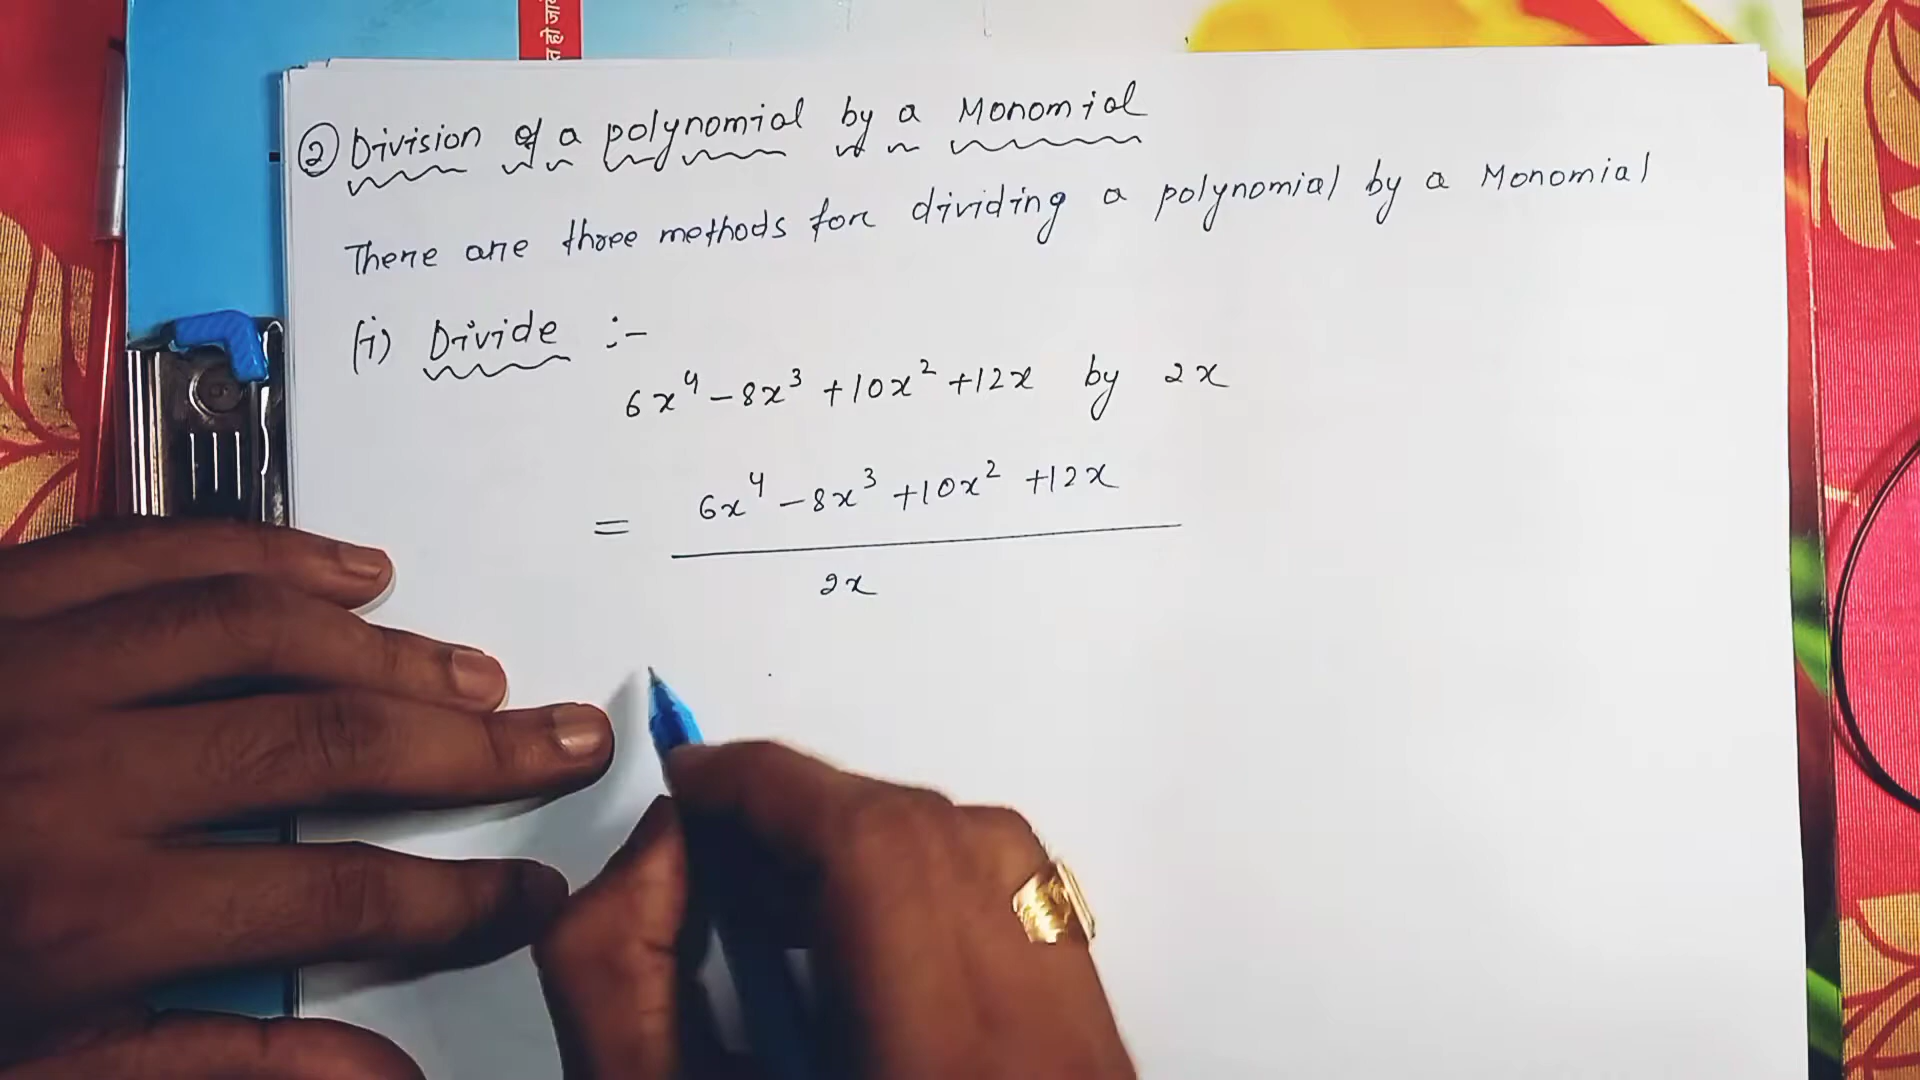 ② Division of a polynomial by a Monomial
There are three methods for dividing a polynomial by a Monomial
(i) Divide :-
6x⁴ - 8x³ + 10x² + 12x by 2x
= 6x⁴ - 8x³ + 10x² + 12x
2x